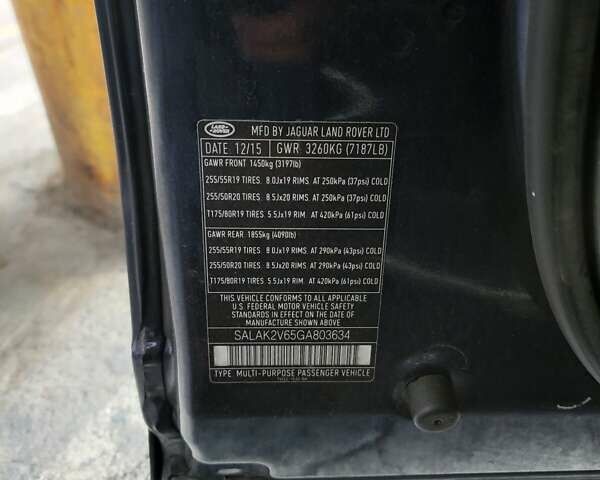 LAND ROVER
MFD BY JAGUAR LAND ROVER LTD
DATE 12/15 GWR 3260KG (7187LB)
GAWR FRONT 1450kg (3197lb)
255/55R19 TIRES. 8.0Jx19 RIMS. AT 250kPa (37psi) COLD
255/50R20 TIRES. 8.5Jx20 RIMS. AT 250kPa (37psi) COLD
T175/80R19 TIRES. 5.5Jx19 RIM. AT 420kPa (61psi) COLD
GAWR REAR 1855kg (4090lb)
255/55R19 TIRES. 8.0Jx19 RIMS. AT 290kPa (43psi) COLD
255/50R20 TIRES. 8.5Jx20 RIMS. AT 290kPa (43psi) COLD
T175/80R19 TIRES. 5.5Jx19 RIM. AT 420kPa (61psi) COLD
THIS VEHICLE CONFORMS TO ALL APPLICABLE
U.S FEDERAL MOTOR VEHICLE SAFETY
STANDARDS IN EFFECT ON THE DATE OF
MANUFACTURE SHOWN ABOVE
SALAK2V65GA803634
TYPE: MULTI-PURPOSE PASSENGER VEHICLE